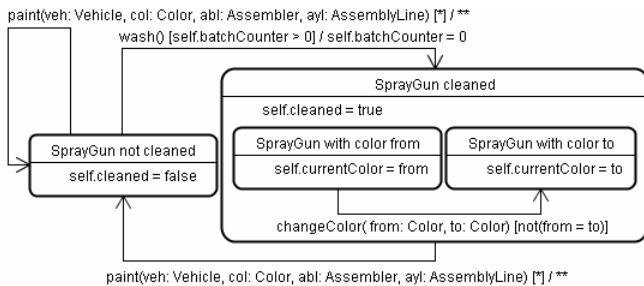 paint(veh: Vehicle, col: Color, abl: Assembler, ayl: AssemblyLine) [*] / **
wash() [self.batchCounter > 0] / self.batchCounter = 0
SprayGun cleaned
self.cleaned = true
SprayGun not cleaned
self.cleaned = false
SprayGun with color from
self.currentColor = from
SprayGun with color to
self.currentColor = to
changeColor( from: Color, to: Color) [not(from = to)]
paint(veh: Vehicle, col: Color, abl: Assembler, ayl: AssemblyLine) [*] / **